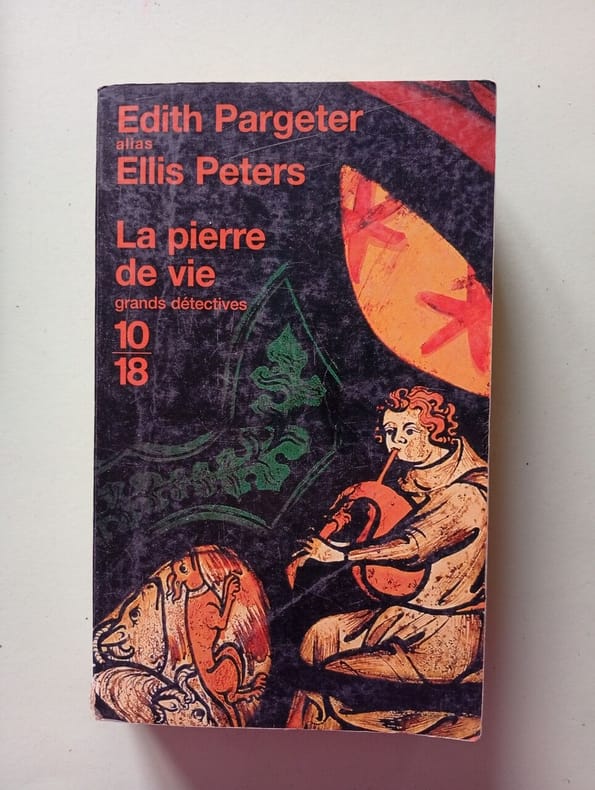 Edith Pargeter
alias
Ellis Peters
La pierre
de vie
grands détectives
10
18